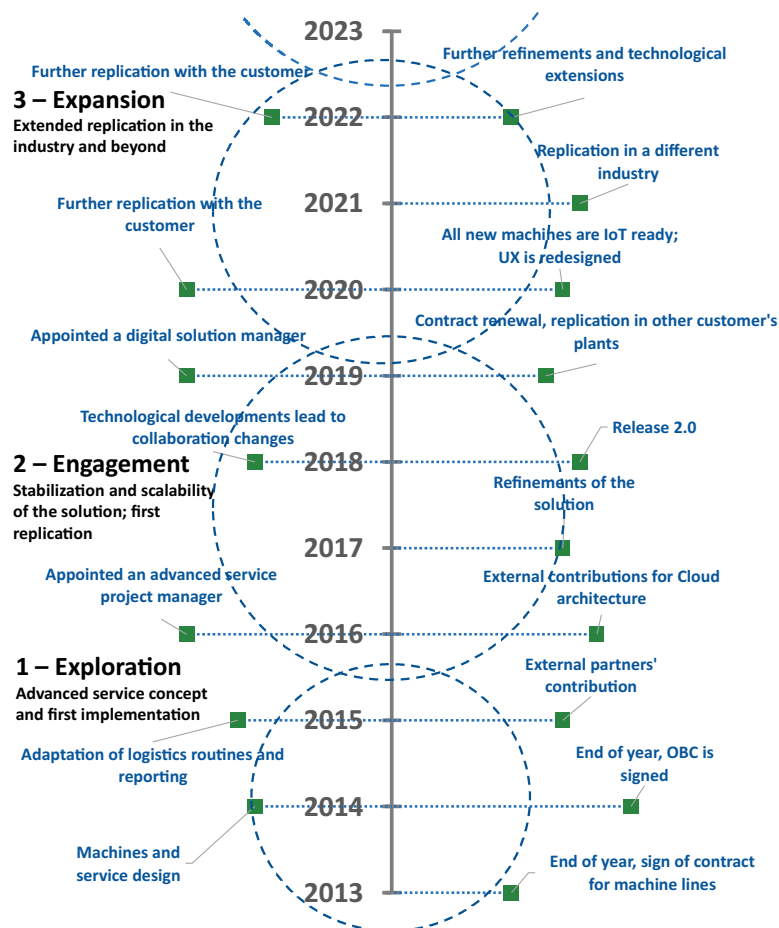 2023
Further replication with the customer
Further refinements and technological
extensions
3 – Expansion
Extended replication in the
industry and beyond
2022
Replication in a different
industry
Further replication with the
customer
2021
All new machines are IoT ready;
UX is redesigned
2020
Appointed a digital solution manager
Contract renewal, replication in other customer's
plants
2019
Technological developments lead to
collaboration changes
Release 2.0
2018
2 – Engagement
Stabilization and scalability
of the solution; first
replication
Refinements of the
solution
2017
Appointed an advanced service
project manager
External contributions for Cloud
architecture
2016
1 – Exploration
Advanced service concept
and first implementation
External partners'
contribution
2015
Adaptation of logistics routines and
reporting
End of year, OBC is
signed
2014
Machines and
service design
End of year, sign of contract
for machine lines
2013